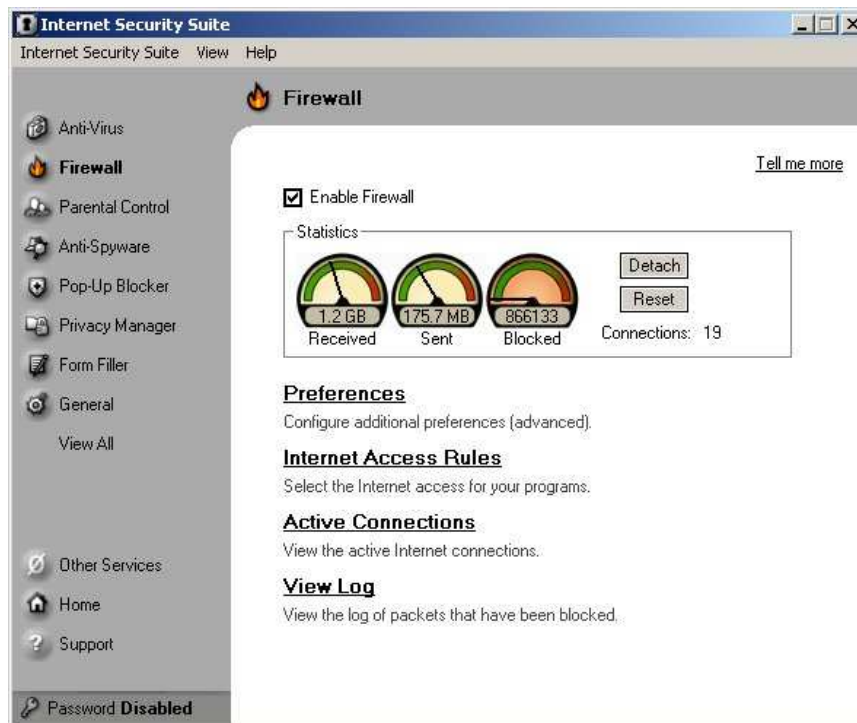 Internet Security Suite
Internet Security Suite View Help
Firewall
Anti-Virus
Firewall
Parental Control
Anti-Spyware
Pop-Up Blocker
Privacy Manager
Form Filler
General
View All
Other Services
Home
Support
Password Disabled
Tell me more
Enable Firewall
Statistics
1.2 GB 175.7 MB 866133
Received Sent Blocked
Detach
Reset
Connections: 19
Preferences
Configure additional preferences (advanced).
Internet Access Rules
Select the Internet access for your programs.
Active Connections
View the active Internet connections.
View Log
View the log of packets that have been blocked.